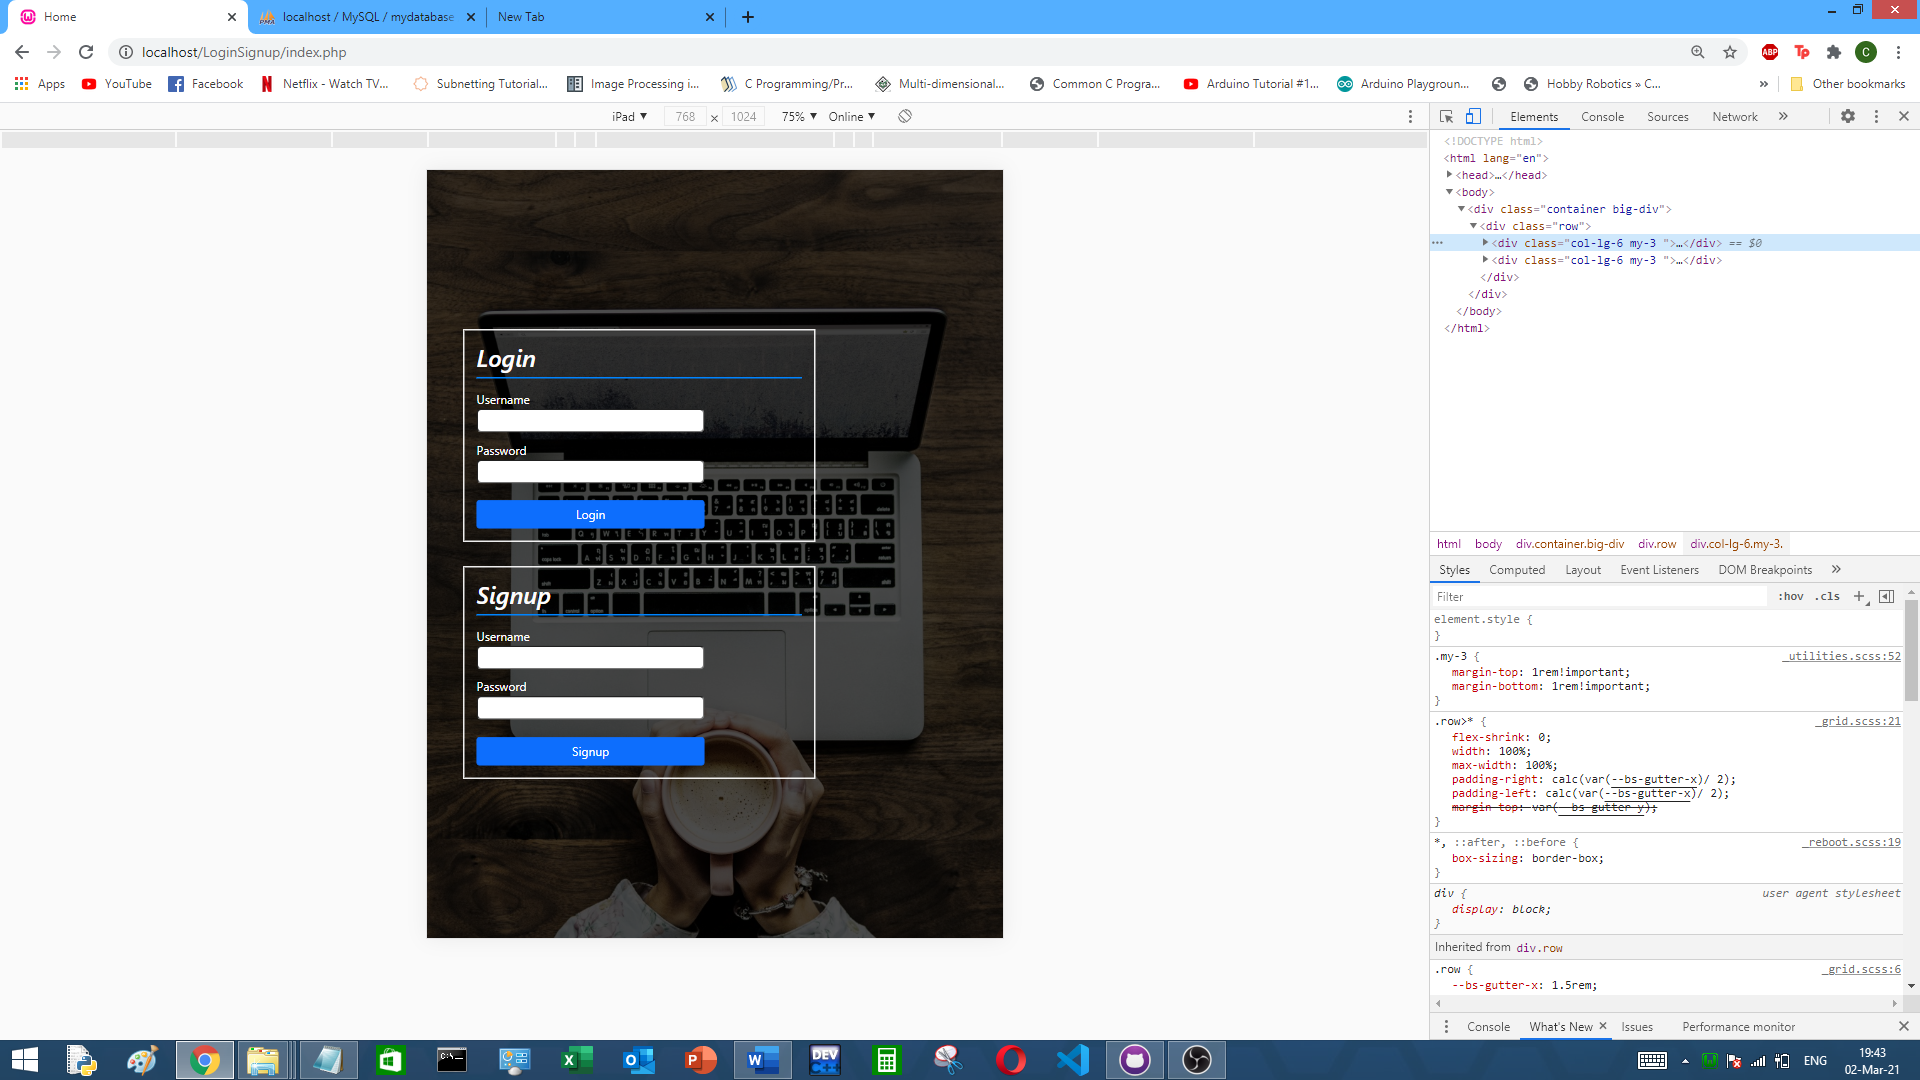 Home
localhost / MySQL / mydatabase
New Tab
localhost/LoginSignup/index.php
ABP
Tp
C
Apps
YouTube
Facebook
Netflix - Watch TV...
Subnetting Tutorial...
Image Processing i...
C Programming/Pr...
Multi-dimensional...
Common C Progra...
Arduino Tutorial #1...
Arduino Playgroun...
Hobby Robotics » C...
»
Other bookmarks
iPad ▼
768 × 1024
75% ▼
Online ▼
Elements
Console
Sources
Network
»
<!DOCTYPE html>
<html lang="en">
<head>…</head>
<body>
<div class="container big-div">
<div class="row">
<div class="col-lg-6 my-3 ">…</div> == $0
<div class="col-lg-6 my-3 ">…</div>
</div>
</div>
</body>
</html>
Login
Username
Password
Login
Signup
Username
Password
Signup
html body div.container.big-div div.row div.col-lg-6.my-3.
Styles Computed Layout Event Listeners DOM Breakpoints »
Filter :hov .cls +
element.style {
}
.my-3 { _utilities.scss:52
margin-top: 1rem!important;
margin-bottom: 1rem!important;
}
.row>* { _grid.scss:21
flex-shrink: 0;
width: 100%;
max-width: 100%;
padding-right: calc(var(--bs-gutter-x)/ 2);
padding-left: calc(var(--bs-gutter-x)/ 2);
margin-top: var(--bs-gutter-y);
}
*, ::after, ::before { _reboot.scss:19
box-sizing: border-box;
}
div { user agent stylesheet
display: block;
}
Inherited from div.row
.row { _grid.scss:6
--bs-gutter-x: 1.5rem;
Console What's New Issues Performance monitor
DEV C++
ENG
19:43
02-Mar-21